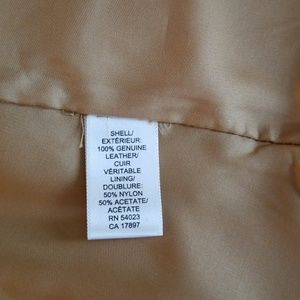 SHELL/
EXTÉRIEUR:
100% GENUINE
LEATHER/
CUIR
VÉRITABLE
LINING/
DOUBLURE:
50% NYLON
50% ACETATE/
ACÉTATE
RN 54023
CA 17897